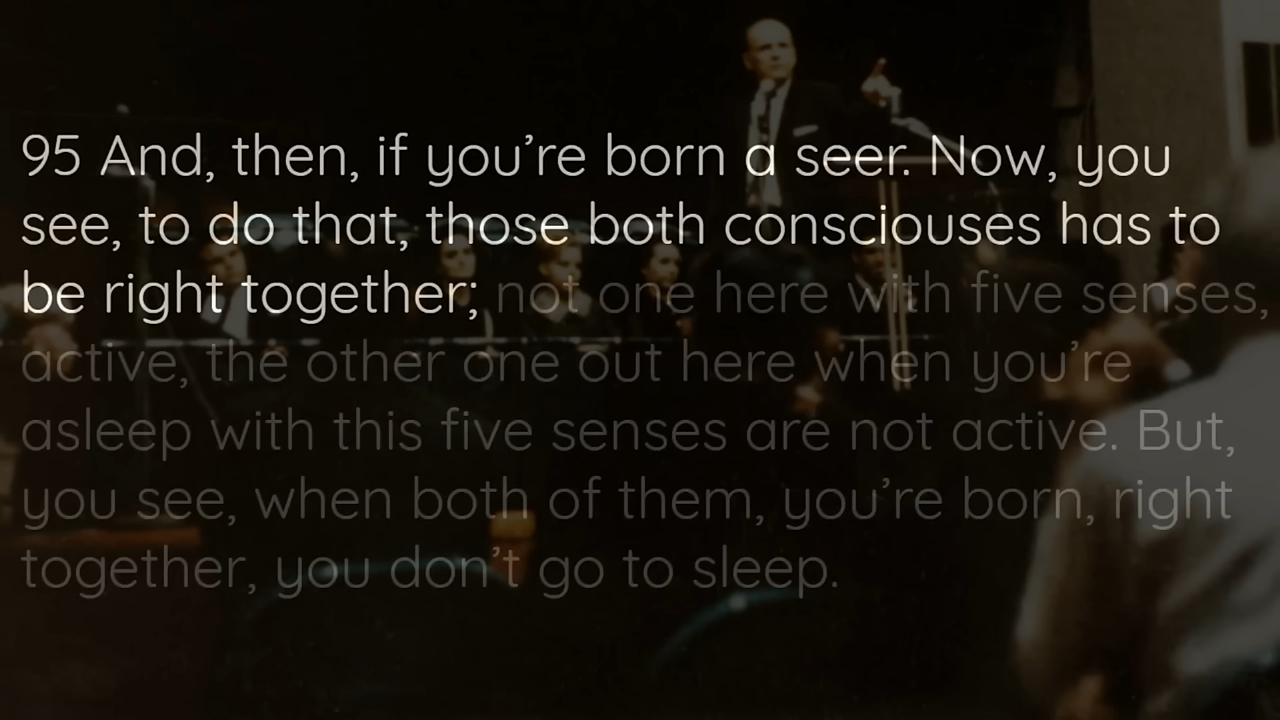 95 And, then, if you’re born a seer. Now, you
see, to do that, those both consciouses has to
be right together; not one here with five senses,
active, the other one out here when you’re
asleep with this five senses are not active. But,
you see, when both of them, you’re born, right
together, you don’t go to sleep.